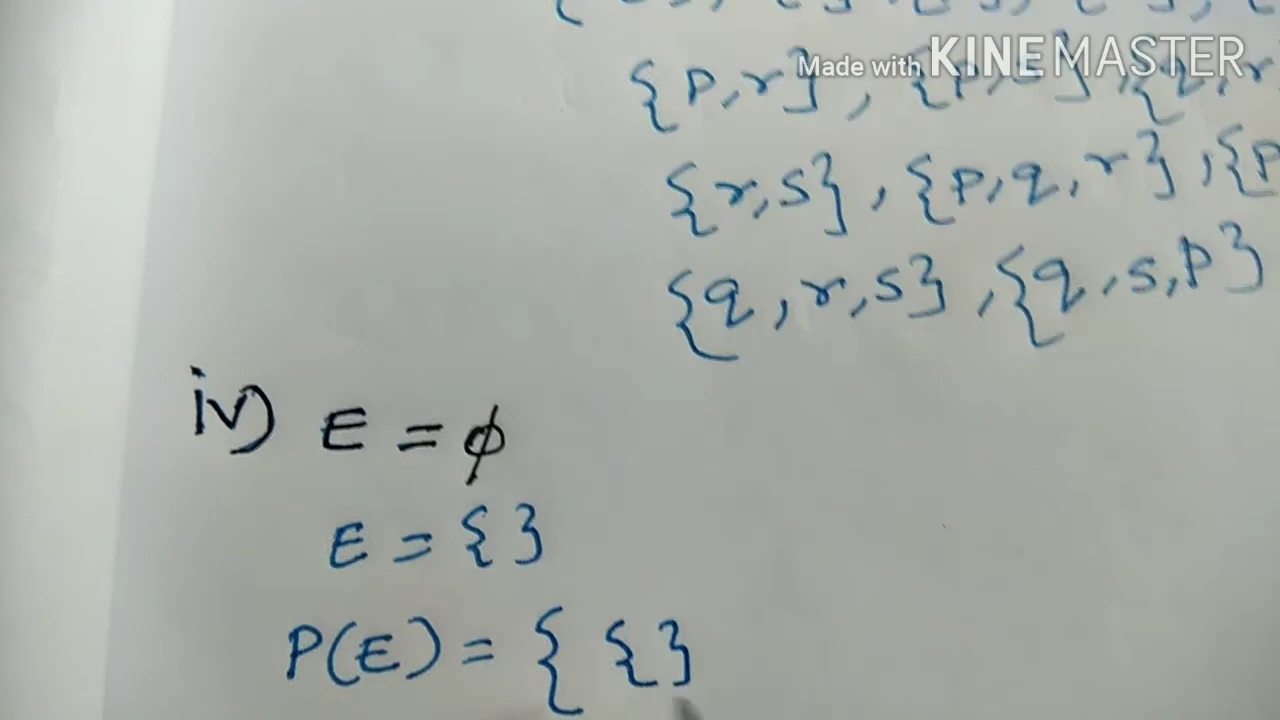 Made with KINEMASTER
{p,r}, {p,s}, {q,r
{r,s}, {p,q,r}, {p
{q,r,s}, {q,s,p}
iv) E = ϕ
E = { }
P(E) = { { }